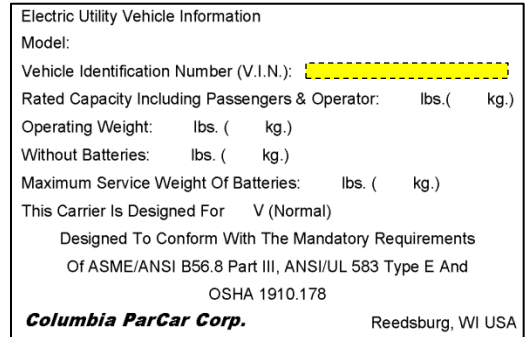 Electric Utility Vehicle Information
Model:
Vehicle Identification Number (V.I.N.):
Rated Capacity Including Passengers & Operator: lbs.( kg.)
Operating Weight: lbs. ( kg.)
Without Batteries: lbs. ( kg.)
Maximum Service Weight Of Batteries: lbs. ( kg.)
This Carrier Is Designed For V (Normal)
Designed To Conform With The Mandatory Requirements
Of ASME/ANSI B56.8 Part III, ANSI/UL 583 Type E And
OSHA 1910.178
Columbia ParCar Corp. Reedsburg, WI USA